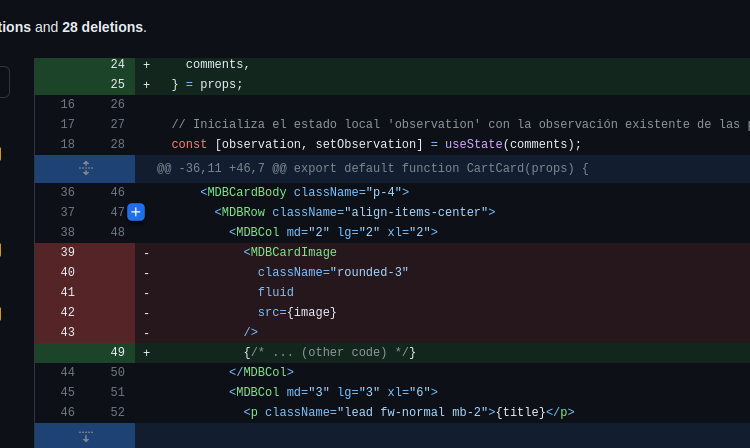 tions and 28 deletions.
24 + comments,
25 + } = props;
16 26
17 27 // Inicializa el estado local 'observation' con la observación existente de las
18 28 const [observation, setObservation] = useState(comments);
@@ -36,11 +46,7 @@ export default function CartCard(props) {
36 46 <MDBCardBody className="p-4">
37 47 + <MDBRow className="align-items-center">
38 48 <MDBCol md="2" lg="2" xl="2">
39 - <MDBCardImage
40 - className="rounded-3"
41 - fluid
42 - src={image}
43 - />
49 + {/* ... (other code) */}
44 50 </MDBCol>
45 51 <MDBCol md="3" lg="3" xl="6">
46 52 <p className="lead fw-normal mb-2">{title}</p>